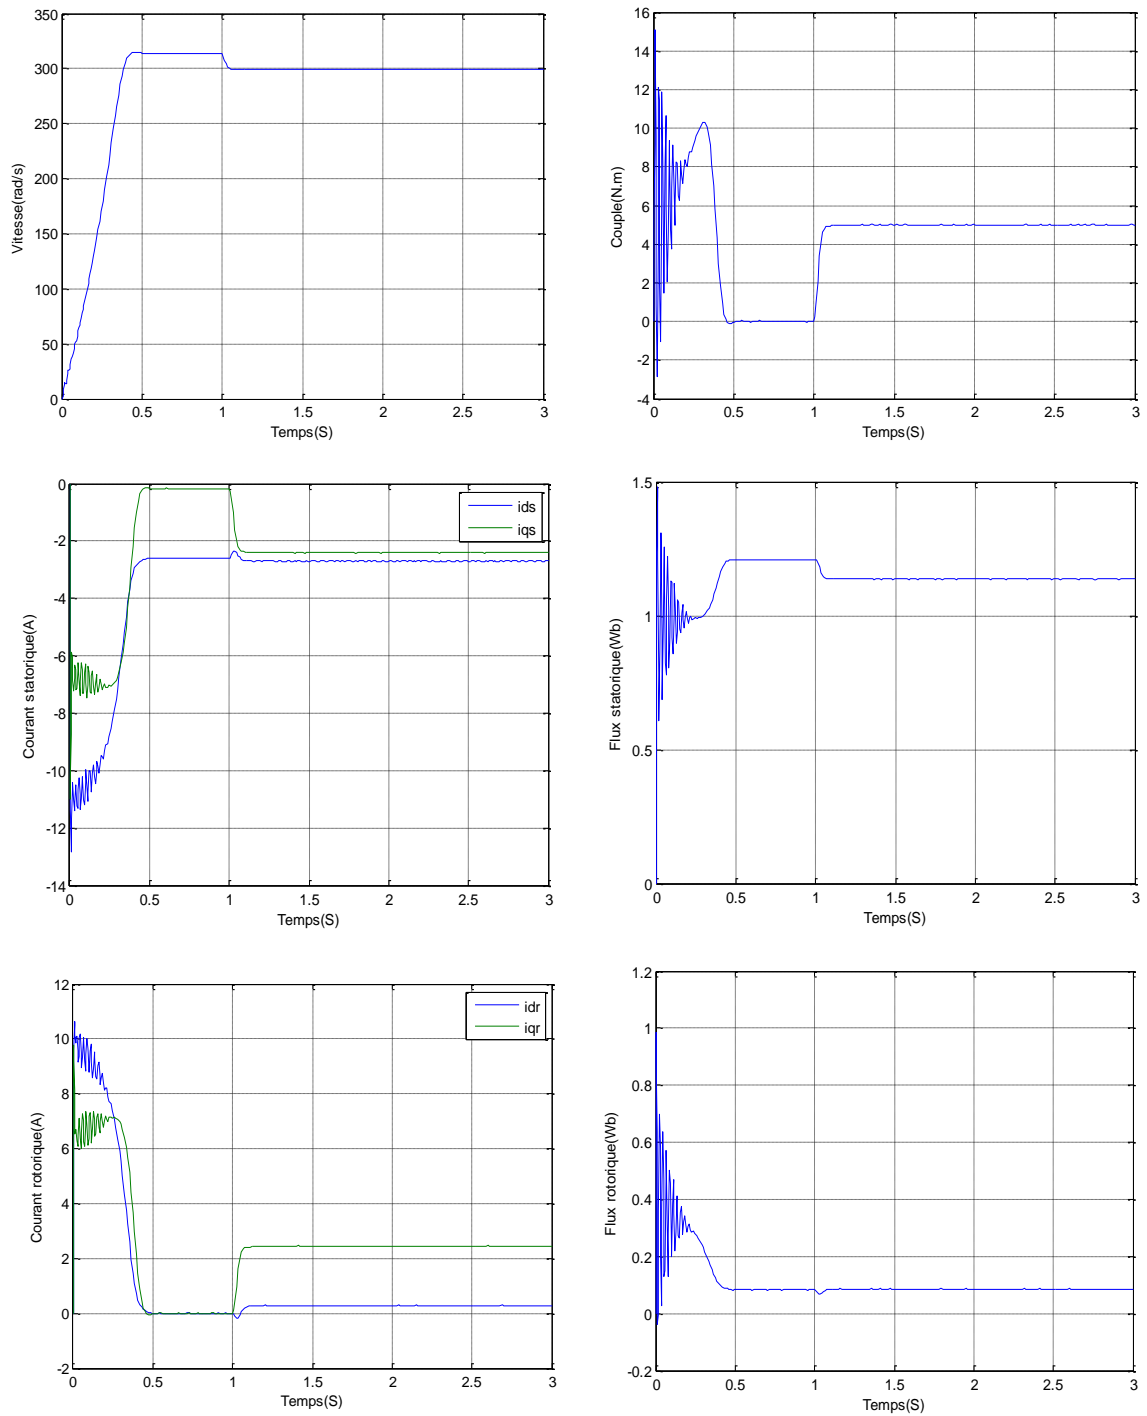 350
300
250
200
150
100
50
0
Vitesse(rad/s)
0 0.5 1 1.5 2 2.5 3
Temps(S)
16
14
12
10
8
6
4
2
0
-2
-4
Couple(N.m)
0 0.5 1 1.5 2 2.5 3
Temps(S)
0
-2
-4
-6
-8
-10
-12
-14
Courant statorique(A)
ids
iqs
0 0.5 1 1.5 2 2.5 3
Temps(S)
1.5
1
0.5
0
Flux statorique(Wb)
0 0.5 1 1.5 2 2.5 3
Temps(S)
12
10
8
6
4
2
0
-2
Courant rotorique(A)
idr
iqr
0 0.5 1 1.5 2 2.5 3
Temps(S)
1.2
1
0.8
0.6
0.4
0.2
0
-0.2
Flux rotorique(Wb)
0 0.5 1 1.5 2 2.5 3
Temps(S)